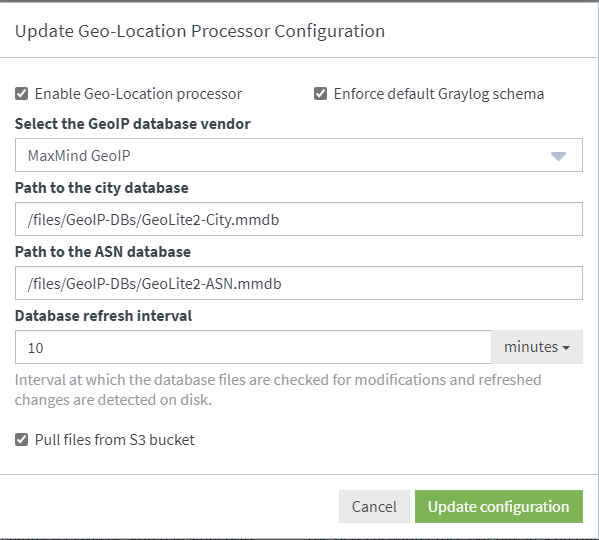 Update Geo-Location Processor Configuration
Enable Geo-Location processor
Enforce default Graylog schema
Select the GeoIP database vendor
MaxMind GeoIP
Path to the city database
/files/GeoIP-DBs/GeoLite2-City.mmdb
Path to the ASN database
/files/GeoIP-DBs/GeoLite2-ASN.mmdb
Database refresh interval
10
minutes
Interval at which the database files are checked for modifications and refreshed
changes are detected on disk.
Pull files from S3 bucket
Cancel
Update configuration